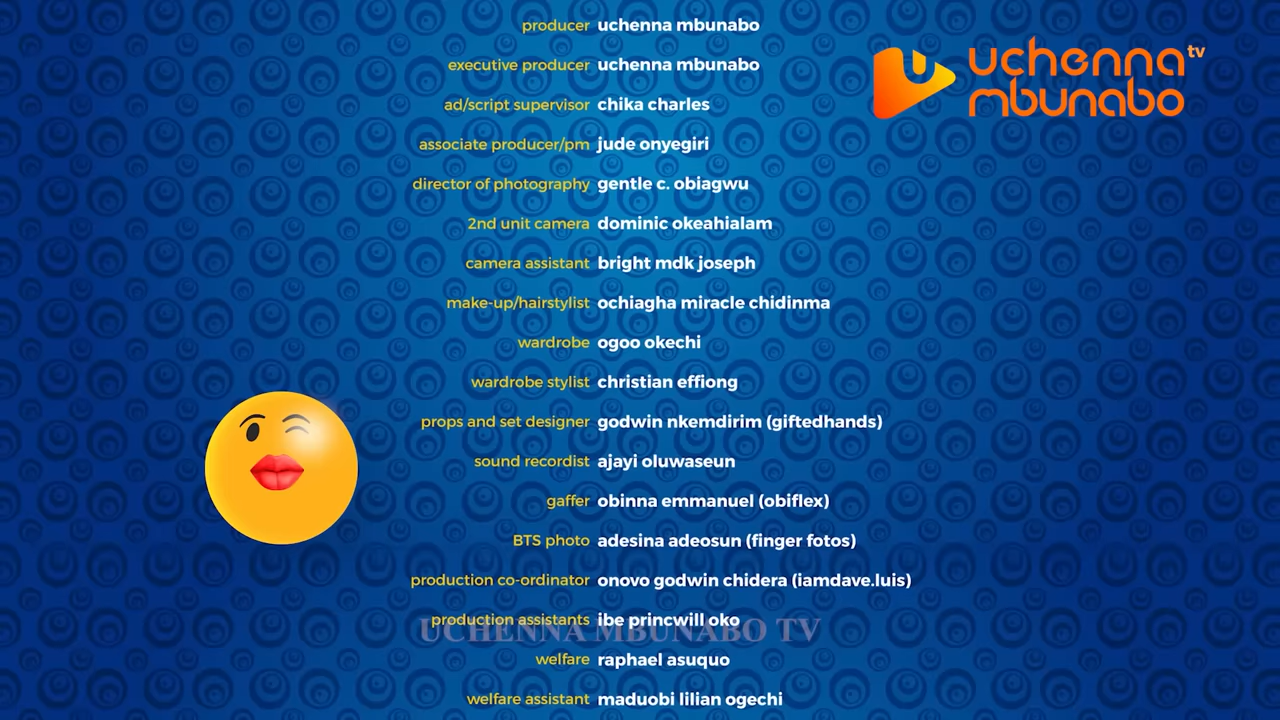 producer uchenna mbunabo
executive producer uchenna mbunabo
uchenna tv
mbunabo
ad/script supervisor chika charles
associate producer/pm jude onyegiri
director of photography gentle c. obiagwu
2nd unit camera dominic okeahialam
camera assistant bright mdk joseph
make-up/hairstylist ochiagha miracle chidinma
wardrobe ogoo okechi
wardrobe stylist christian effiong
props and set designer godwin nkemdirim (giftedhands)
sound recordist ajayi oluwaseun
gaffer obinna emmanuel (obiflex)
BTS photo adesina adeosun (finger fotos)
production co-ordinator onovo godwin chidera (iamdave.luis)
production assistants ibe princwill oko
UCHENNA MBUNABO TV
welfare raphael asuquo
welfare assistant maduobi lilian ogechi